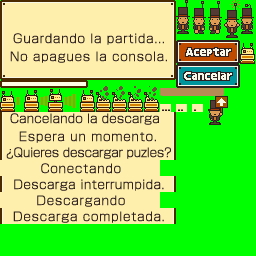 Guardando la partida...
No apagues la consola.
Aceptar
Cancelar
Cancelando la descarga
Espera un momento.
¿Quieres descargar puzles?
Conectando
Descarga interrumpida.
Descargando
Descarga completada.